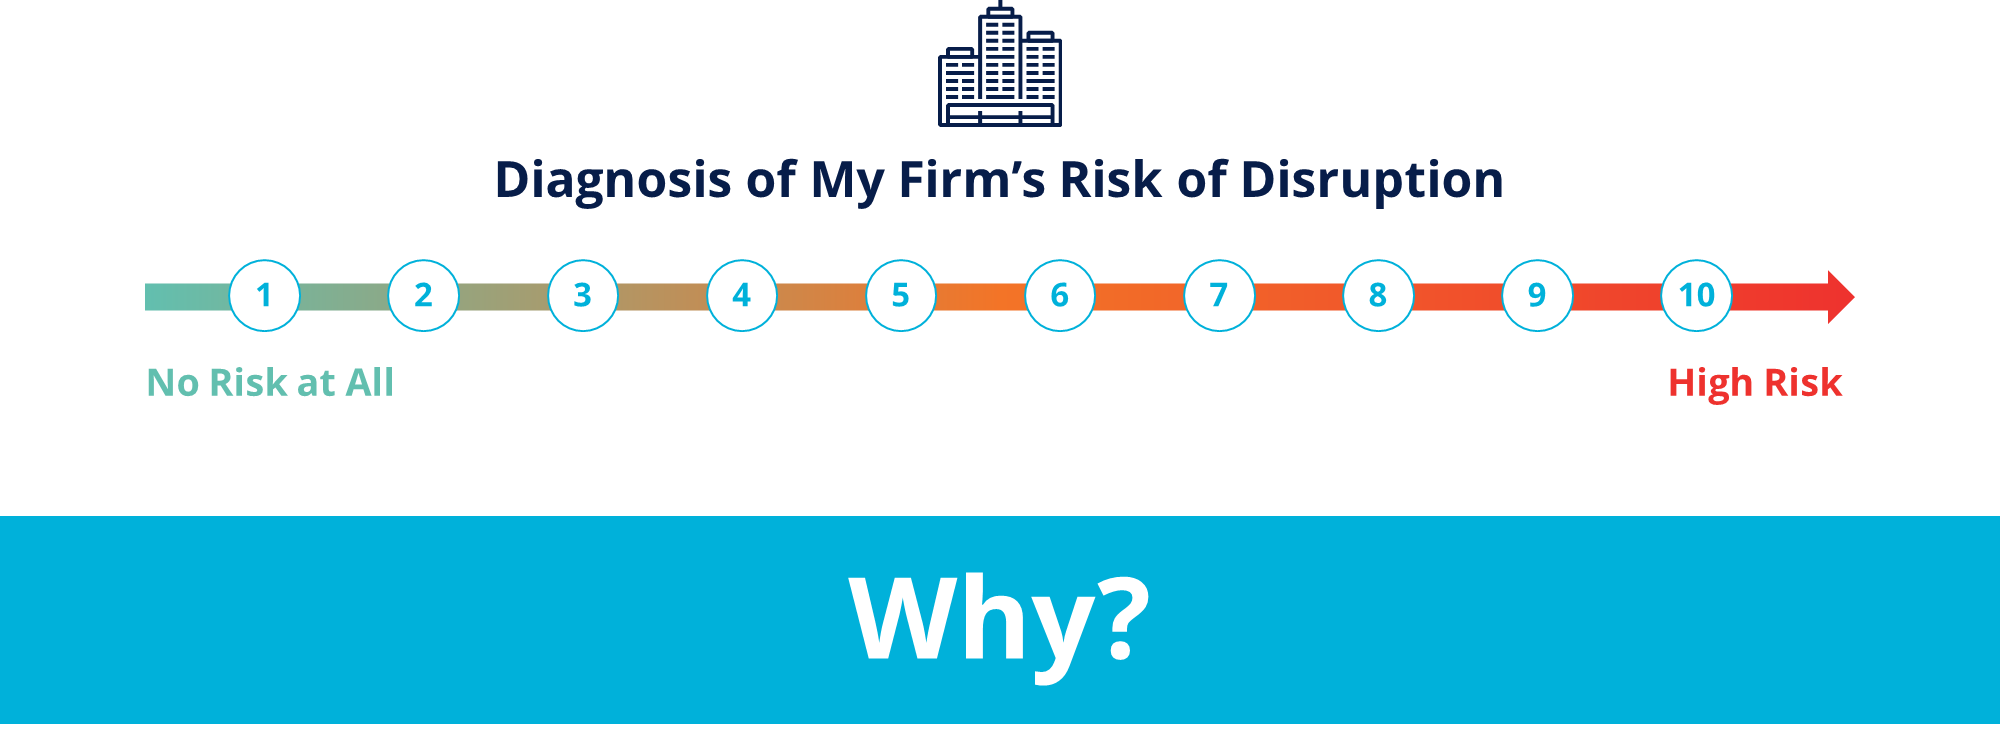 Diagnosis of My Firm’s Risk of Disruption
1 2 3 4 5 6 7 8 9 10
No Risk at All High Risk
Why?